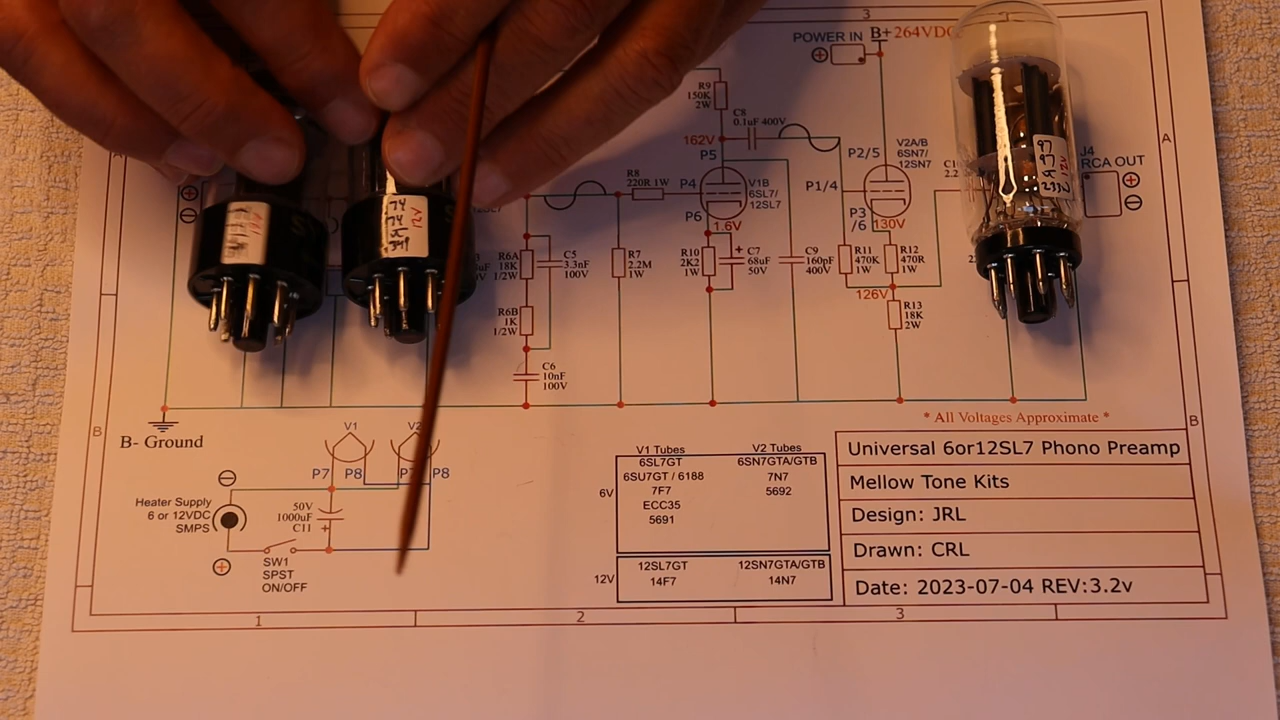 3
POWER IN
B+ 264VDC
R9
150K
2W
C8
0.1uF 400V
162V
P5
P4
P6
V1B
6SL7/
12SL7
1.6V
R8
220R 1W
P2/5
P1/4
P3
/6
V2A/B
6SN7/
12SN7
130V
J4
RCA OUT
A
R6A
18K
1/2W
C5
3.3nF
100V
R7
2.2M
1W
R10
2K2
1W
C7
68uF
50V
C9
160pF
400V
R11
470K
1W
R12
470R
1W
126V
R6B
1K
1/2W
R13
18K
2W
C6
10nF
100V
* All Voltages Approximate *
B
B
B- Ground
V1
P7
P8
P8
Heater Supply
6 or 12VDC
SMPS
50V
1000uF
C11
SW1
SPST
ON/OFF
V1 Tubes
V2 Tubes
6V
6SL7GT
6SN7GTA/GTB
6SU7GT / 6188
7N7
7F7
5692
ECC35
5691
12V
12SL7GT
12SN7GTA/GTB
14F7
14N7
Universal 6or12SL7 Phono Preamp
Mellow Tone Kits
Design: JRL
Drawn: CRL
Date: 2023-07-04 REV:3.2v
1
2
3
12V